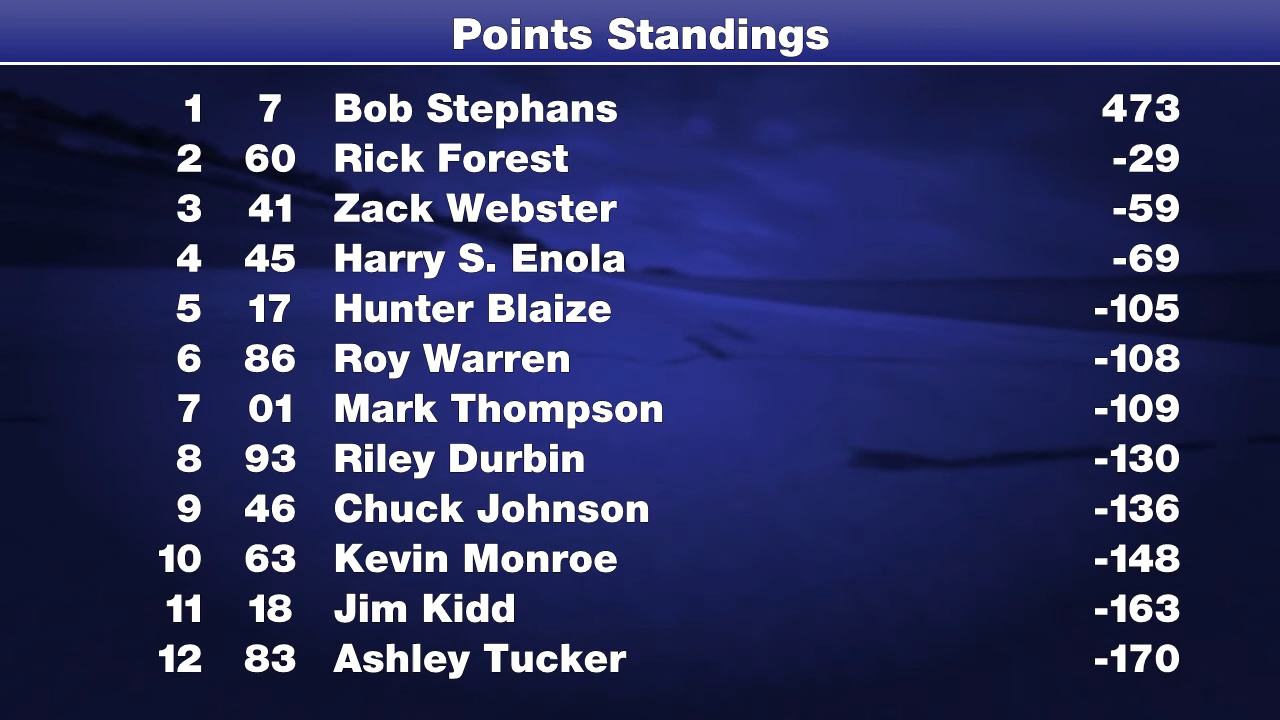 Points Standings
1 7 Bob Stephans 473
2 60 Rick Forest -29
3 41 Zack Webster -59
4 45 Harry S. Enola -69
5 17 Hunter Blaize -105
6 86 Roy Warren -108
7 01 Mark Thompson -109
8 93 Riley Durbin -130
9 46 Chuck Johnson -136
10 63 Kevin Monroe -148
11 18 Jim Kidd -163
12 83 Ashley Tucker -170